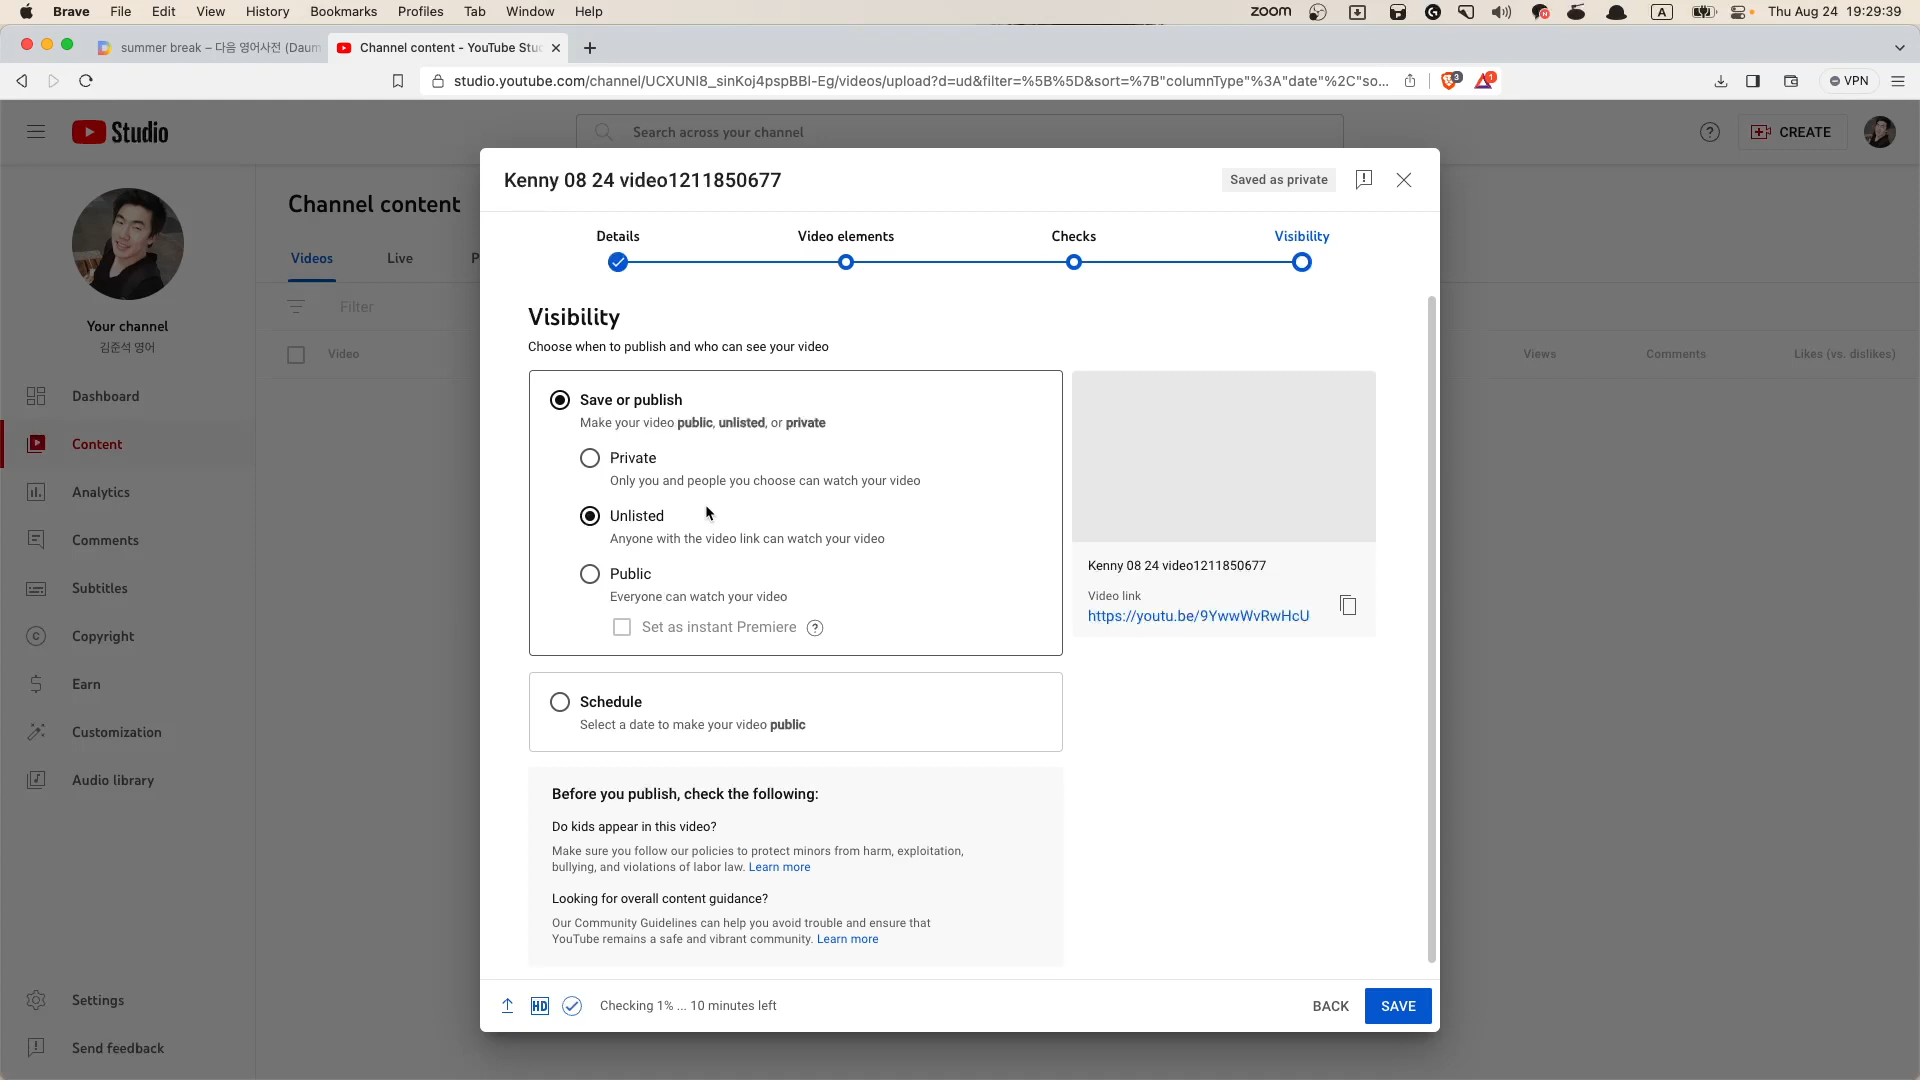 Brave File Edit View History Bookmarks Profiles Tab Window Help zoom A Thu Aug 24 19:29:39
summer break – 다음 영어사전 (Daum Channel content - YouTube Stu
studio.youtube.com/channel/UCXUNI8_sinKoj4pspBBI-Eg/videos/upload?d=ud&filter=%5B%5D&sort=%7B"columnType"%3A"date"%2C"so... 3 1 VPN
Studio Search across your channel CREATE
Kenny 08 24 video1211850677 Saved as private
Channel content
Details Video elements Checks Visibility
Videos Live P
Filter
Your channel
김준석 영어
Video Views Comments Likes (vs. dislikes)
Dashboard
Content
Analytics
Comments
Subtitles
Copyright
Earn
Customization
Audio library
Settings
Send feedback
Visibility
Choose when to publish and who can see your video
Save or publish
Make your video public, unlisted, or private
Private
Only you and people you choose can watch your video
Unlisted
Anyone with the video link can watch your video
Public
Everyone can watch your video
Set as instant Premiere
Kenny 08 24 video1211850677
Video link
https://youtu.be/9YwwWvRwHcU
Schedule
Select a date to make your video public
Before you publish, check the following:
Do kids appear in this video?
Make sure you follow our policies to protect minors from harm, exploitation,
bullying, and violations of labor law. Learn more
Looking for overall content guidance?
Our Community Guidelines can help you avoid trouble and ensure that
YouTube remains a safe and vibrant community. Learn more
HD Checking 1% ... 10 minutes left BACK SAVE